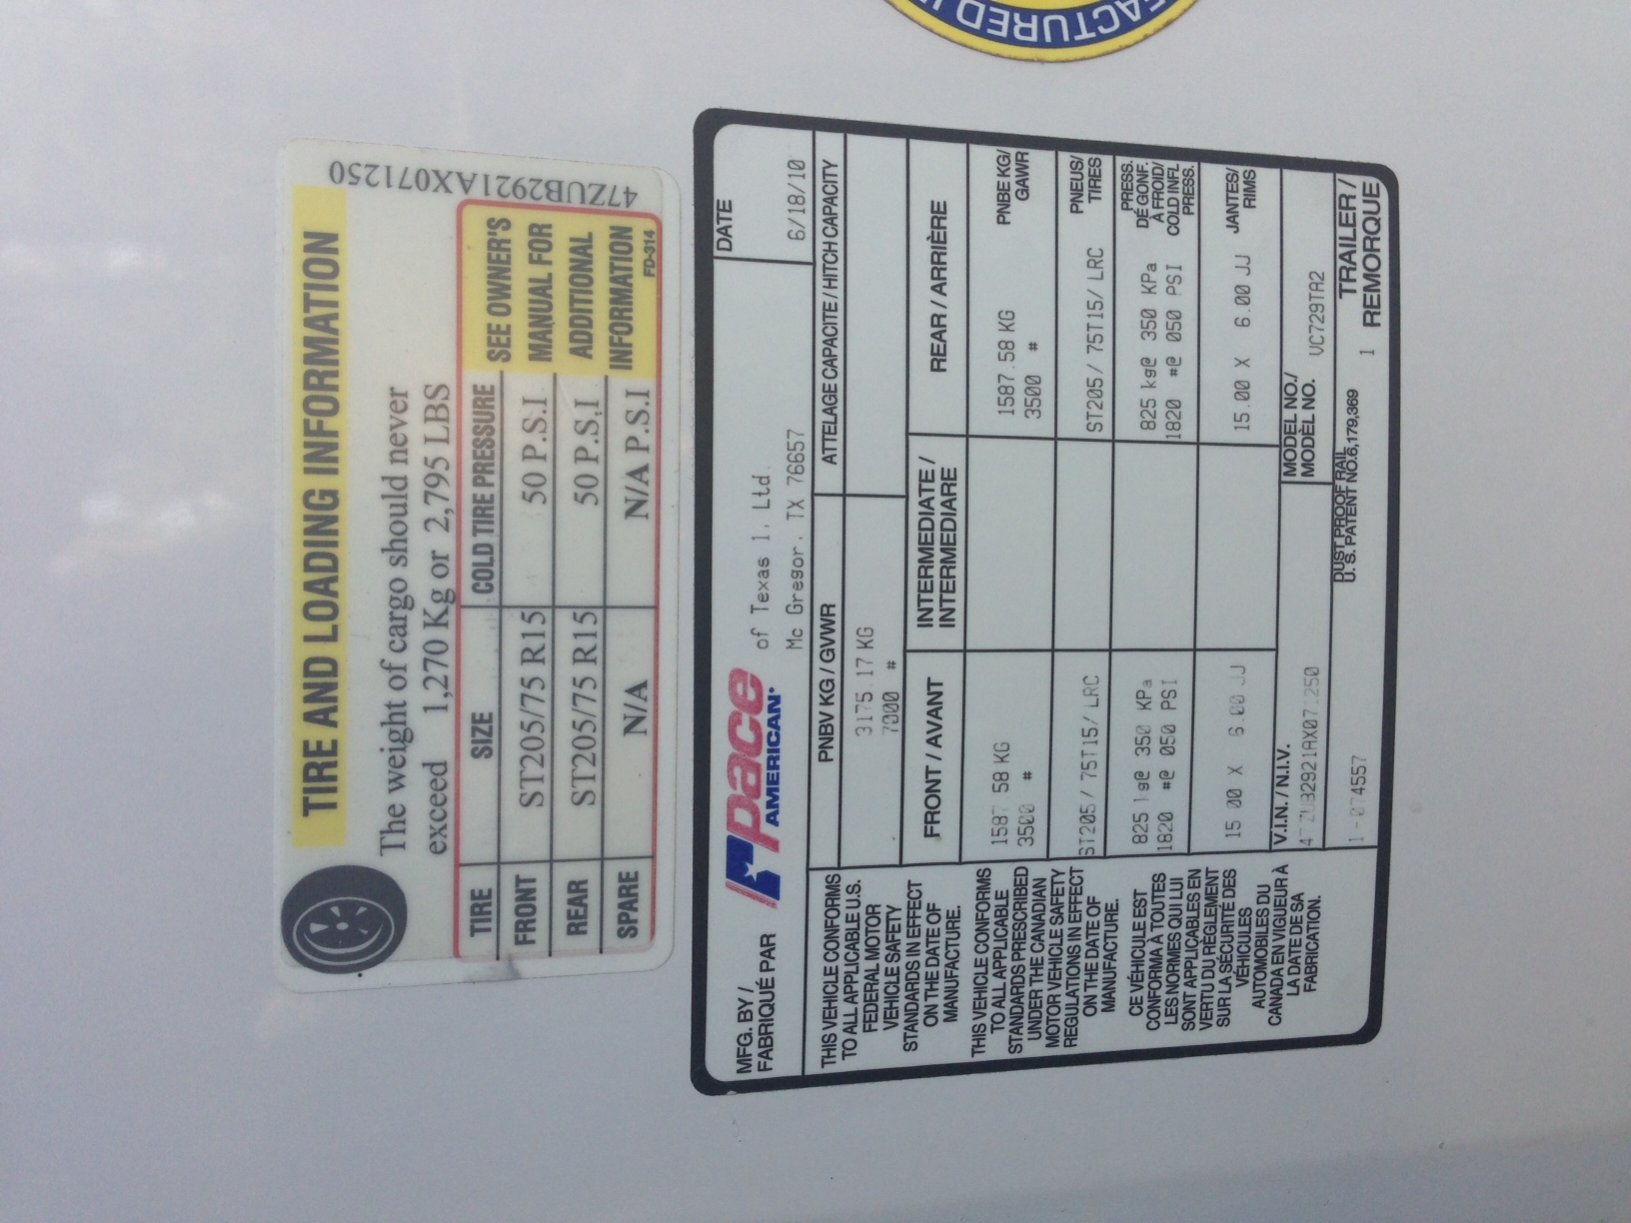 FACTURED
TIRE AND LOADING INFORMATION
The weight of cargo should never
exceed 1,270 Kg or 2,795 LBS
TIRE SIZE COLD TIRE PRESSURE SEE OWNER'S
FRONT ST205/75 R15 50 P.S.I MANUAL FOR
REAR ST205/75 R15 50 P.S.I ADDITIONAL
SPARE N/A N/A P.S.I INFORMATION
FD-314
47ZUB2921AX071250
MFG. BY /
FABRIQUÉ PAR
pace
AMERICAN
of Texas 1, Ltd.
Mc Gregor, TX 76657
DATE
6/18/10
THIS VEHICLE CONFORMS
TO ALL APPLICABLE U.S.
FEDERAL MOTOR
VEHICLE SAFETY
STANDARDS IN EFFECT
ON THE DATE OF
MANUFACTURE.
THIS VEHICLE CONFORMS
TO ALL APPLICABLE
STANDARDS PRESCRIBED
UNDER THE CANADIAN
MOTOR VEHICLE SAFETY
REGULATIONS IN EFFECT
ON THE DATE OF
MANUFACTURE.
CE VÉHICULE EST
CONFORMA À TOUTES
LES NORMES QUI LUI
SONT APPLICABLES EN
VERTU DU RÈGLEMENT
SUR LA SÉCURITÉ DES
VÉHICULES
AUTOMOBILES DU
CANADA EN VIGUEUR À
LA DATE DE SA
FABRICATION.
PNBV KG / GVWR ATTELAGE CAPACITE / HITCH CAPACITY
3175.17 KG
7000 #
FRONT / AVANT INTERMEDIATE / INTERMEDIARE REAR / ARRIÈRE
1587.58 KG 1587.58 KG PNBE KG/
3500 # 3500 # GAWR
ST205/ 75T15/ LRC ST205/ 75T15/ LRC PNEUS/ TIRES
825 kg@ 350 KPa 825 kg@ 350 KPa PRESS. DÉ GONF.
1820 #@ 050 PSI 1820 #@ 050 PSI À FROID/ COLD INFL PRESS.
15.00 X 6.00 JJ 15.00 X 6.00 JJ JANTES/ RIMS
V.I.N. / N.I.V. MODEL NO./
MODÈL NO.
47ZUB2921AX071250 VC729TA2
1-074557
DUST PROOF RAIL
U. S. PATENT NO.6,179,369
1
TRAILER /
REMORQUE